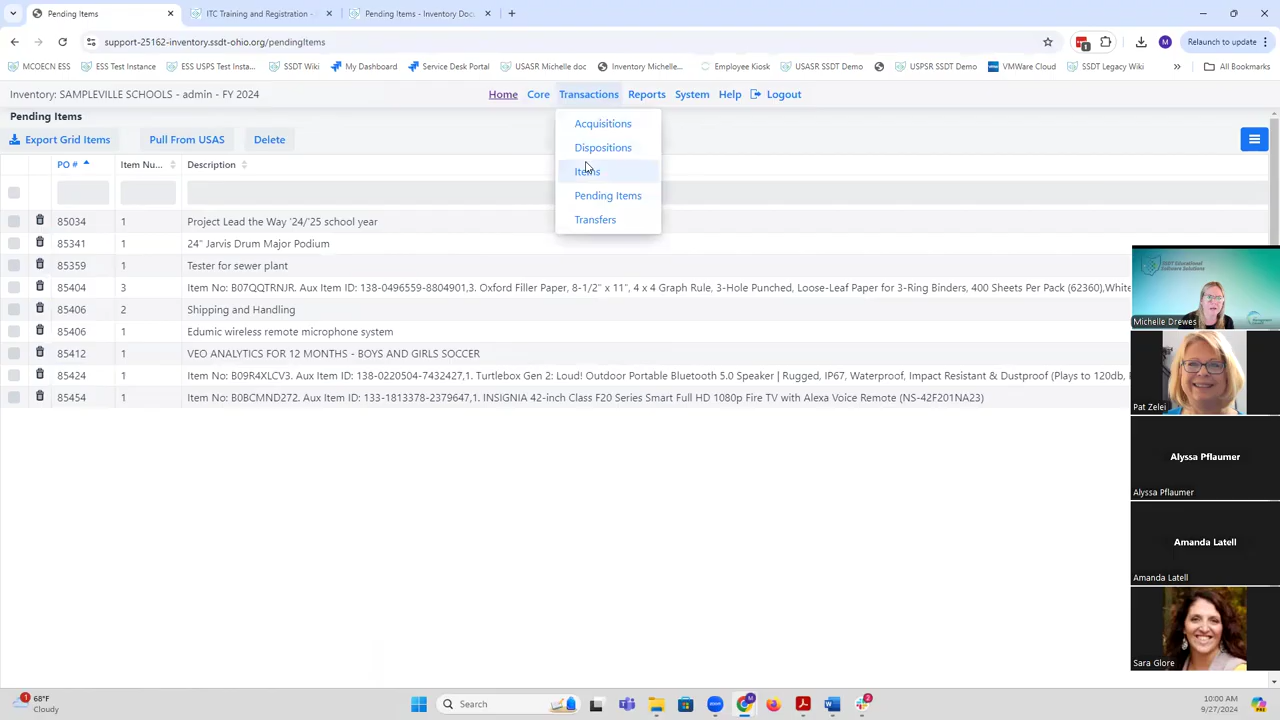 Pending Items
ITC Training and Registration -
Pending Items - Inventory Doc
support-25162-inventory.ssdt-ohio.org/pendingItems
1
M
Relaunch to update
MCOECN ESS
ESS Test Instance
ESS USPS Test Insta...
SSDT Wiki
My Dashboard
Service Desk Portal
USASR Michelle doc
Inventory Michelle...
Employee Kiosk
USASR SSDT Demo
USPSR SSDT Demo
VMWare Cloud
SSDT Legacy Wiki
»
All Bookmarks
Inventory: SAMPLEVILLE SCHOOLS - admin - FY 2024
Home
Core
Transactions
Reports
System
Help
Logout
Pending Items
Export Grid Items
Pull From USAS
Delete
Acquisitions
Dispositions
Items
Pending Items
Transfers
PO #
Item Nu...
Description
85034 1 Project Lead the Way '24/'25 school year
85341 1 24" Jarvis Drum Major Podium
85359 1 Tester for sewer plant
85404 3 Item No: B07QQTRNJR. Aux Item ID: 138-0496559-8804901,3. Oxford Filler Paper, 8-1/2" x 11", 4 x 4 Graph Rule, 3-Hole Punched, Loose-Leaf Paper for 3-Ring Binders, 400 Sheets Per Pack (62360),White
85406 2 Shipping and Handling
85406 1 Edumic wireless remote microphone system
85412 1 VEO ANALYTICS FOR 12 MONTHS - BOYS AND GIRLS SOCCER
85424 1 Item No: B09R4XLCV3. Aux Item ID: 138-0220504-7432427,1. Turtlebox Gen 2: Loud! Outdoor Portable Bluetooth 5.0 Speaker | Rugged, IP67, Waterproof, Impact Resistant & Dustproof (Plays to 120db,
85454 1 Item No: B0BCMND272. Aux Item ID: 133-1813378-2379647,1. INSIGNIA 42-inch Class F20 Series Smart Full HD 1080p Fire TV with Alexa Voice Remote (NS-42F201NA23)
SSDT Educational
Software Solutions
Michelle Drewes
Pat Zelei
Alyssa Pflaumer
Alyssa Pflaumer
Amanda Latell
Amanda Latell
Sara Glore
1
68°F
Cloudy
Search
2
10:00 AM
9/27/2024